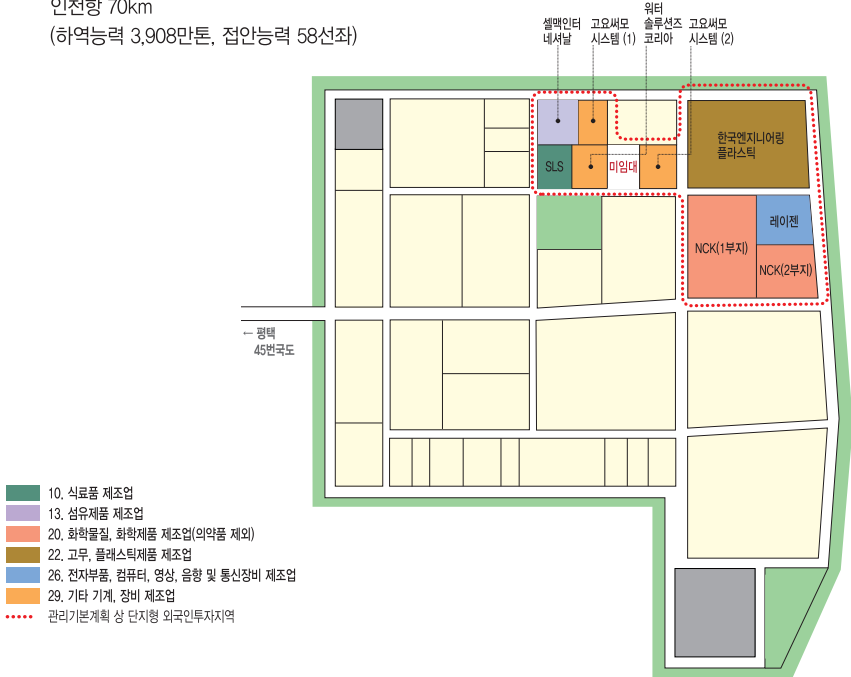 인천항 70km
(하역능력 3,908만톤, 접안능력 58선좌)
셀맥인터
네셔날
고요써모
시스템 (1)
워터
솔루션즈
코리아
고요써모
시스템 (2)
한국엔지니어링
플라스틱
SLS
미임대
레이젠
NCK(1부지)
NCK(2부지)
← 평택
45번국도
10. 식료품 제조업
13. 섬유제품 제조업
20. 화학물질, 화학제품 제조업(의약품 제외)
22. 고무, 플래스틱제품 제조업
26. 전자부품, 컴퓨터, 영상, 음향 및 통신장비 제조업
29. 기타 기계, 장비 제조업
관리기본계획 상 단지형 외국인투자지역